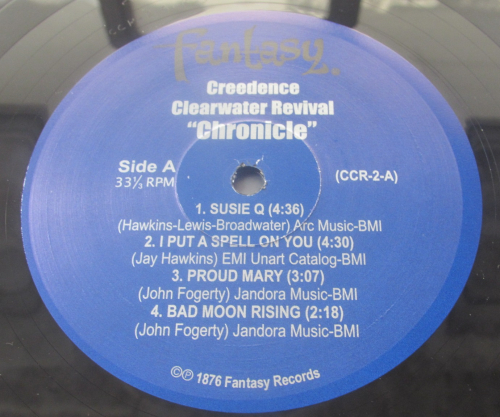 Fantasy.
Creedence
Clearwater Revival
"Chronicle"
Side A
33⅓ RPM
(CCR-2-A)
1. SUSIE Q (4:36)
(Hawkins-Lewis-Broadwater) Arc Music-BMI
2. I PUT A SPELL ON YOU (4:30)
(Jay Hawkins) EMI Unart Catalog-BMI
3. PROUD MARY (3:07)
(John Fogerty) Jandora Music-BMI
4. BAD MOON RISING (2:18)
(John Fogerty) Jandora Music-BMI
©℗ 1876 Fantasy Records